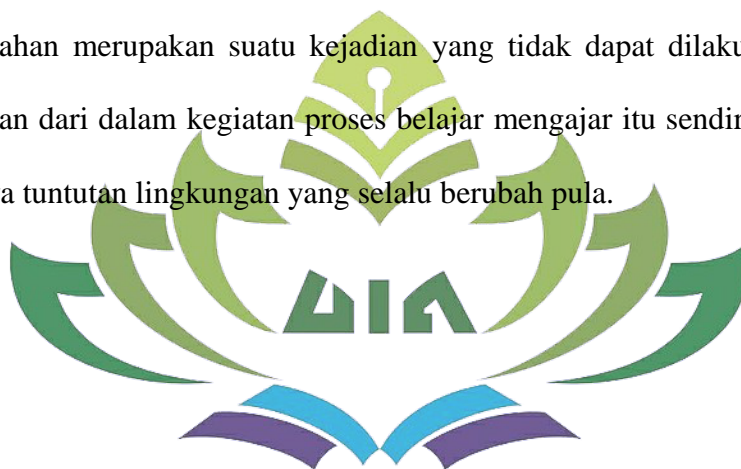 ahan merupakan suatu kejadian yang tidak dapat dilaku
an dari dalam kegiatan proses belajar mengajar itu sendir
a tuntutan lingkungan yang selalu berubah pula.
UIN